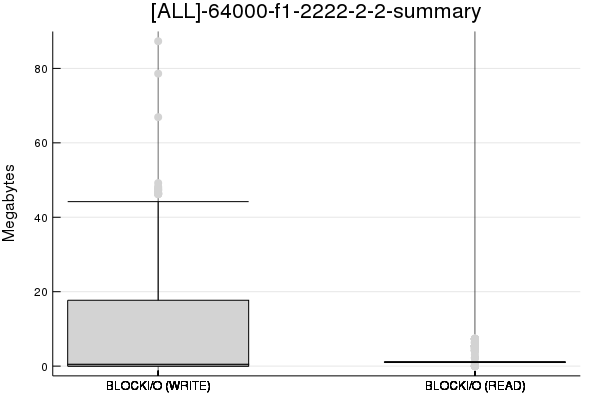 [ALL]-64000-f1-2222-2-2-summary
Megabytes
80
60
40
20
0
BLOCKI/O (WRITE)
BLOCKI/O (READ)